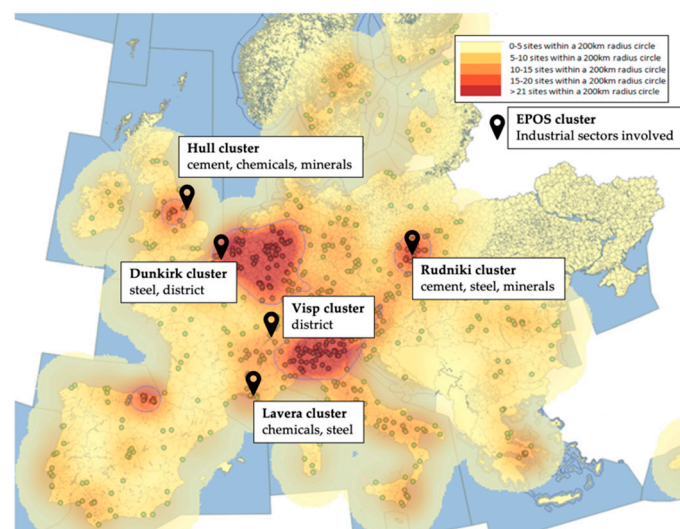 0-5 sites within a 200km radius circle
5-10 sites within a 200km radius circle
10-15 sites within a 200km radius circle
15-20 sites within a 200km radius circle
>21 sites within a 200km radius circle
EPOS cluster
Industrial sectors involved
Hull cluster
cement, chemicals, minerals
Dunkirk cluster
steel, district
Rudniki cluster
cement, steel, minerals
Visp cluster
district
Lavera cluster
chemicals, steel